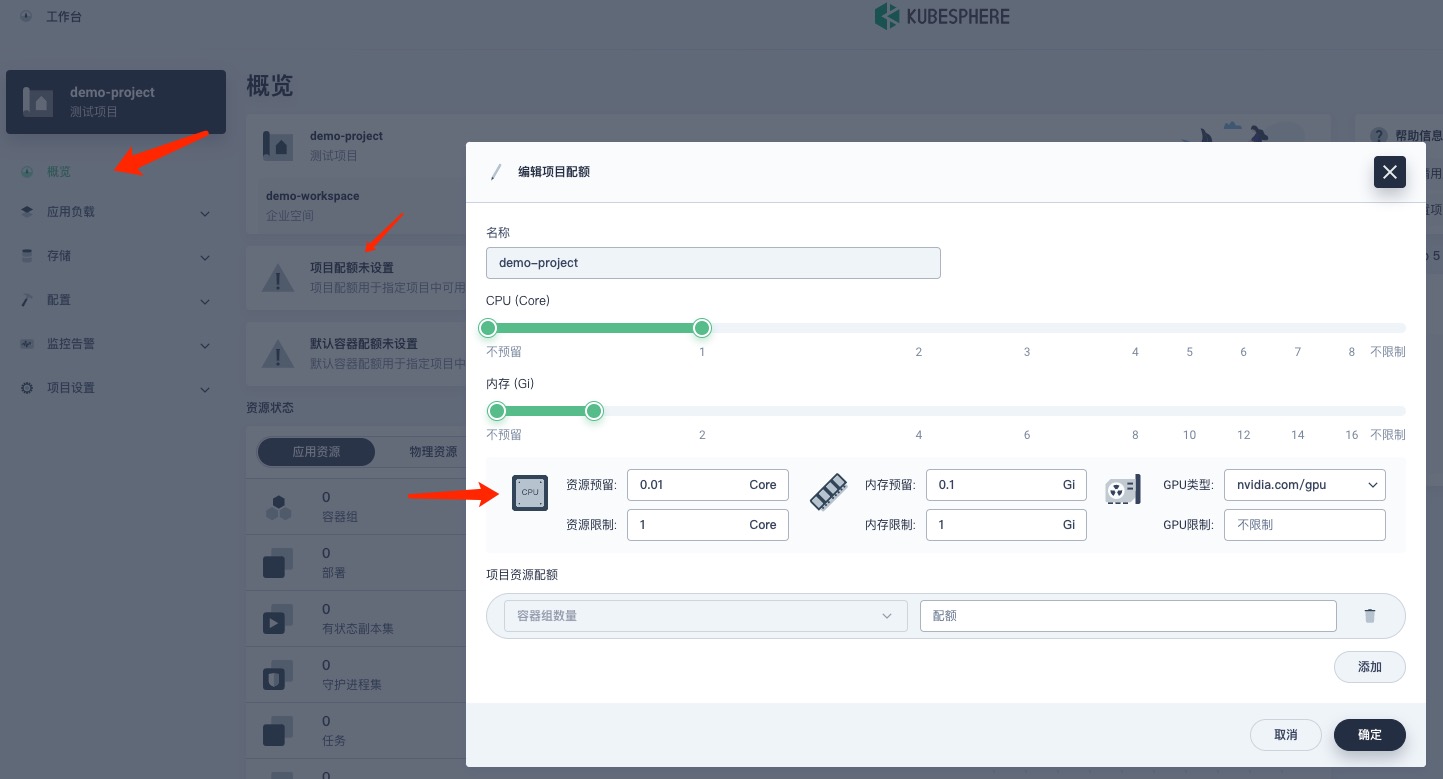 工作台
KUBESPHERE
demo-project
测试项目
概览
应用负载
存储
配置
监控告警
项目设置
概览
demo-project
测试项目
demo-workspace
企业空间
项目配额未设置
项目配额用于指定项目中可用
默认容器配额未设置
默认容器配额用于指定项目中
资源状态
应用资源 物理资源
0
容器组
0
部署
0
有状态副本集
0
守护进程集
0
任务
0
帮助信息
编辑项目配额
名称
demo-project
CPU (Core)
不预留 1 2 3 4 5 6 7 8 不限制
内存 (Gi)
不预留 2 4 6 8 10 12 14 16 不限制
CPU
资源预留: 0.01 Core
资源限制: 1 Core
内存预留: 0.1 Gi
内存限制: 1 Gi
GPU类型: nvidia.com/gpu
GPU限制: 不限制
项目资源配额
容器组数量 配额
添加
取消 确定